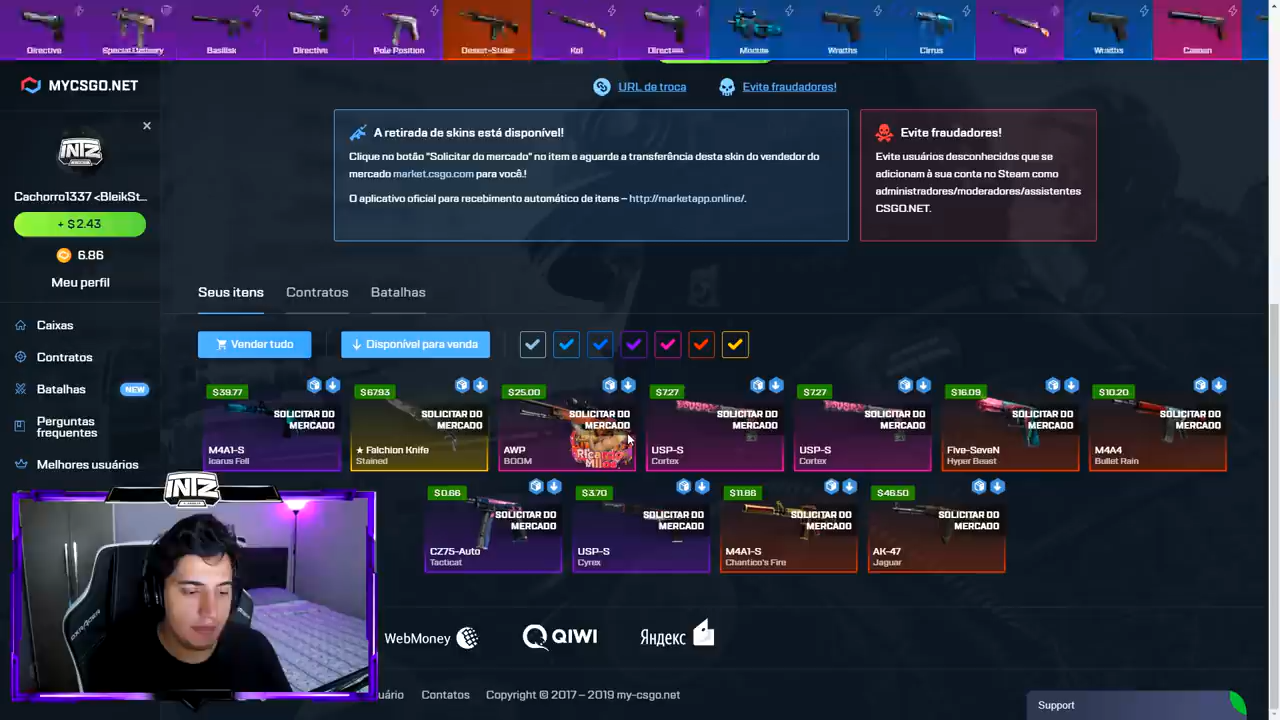 Directive
Special Delivery
Basilisk
Directive
Pole Position
Desert-Strike
Koi
Directive
Module
Wraiths
Cirrus
Koi
Wraiths
Caiman
MYCSGO.NET
URL de troca
Evite fraudadores!
INTZ
Cachorro1337 <BleikSt...
+ $2.43
6.86
Meu perfil
A retirada de skins está disponível!
Clique no botão "Solicitar do mercado" no item e aguarde a transferência desta skin do vendedor do
mercado market.csgo.com para você.!
O aplicativo oficial para recebimento automático de itens – http://marketapp.online/.
Evite fraudadores!
Evite usuários desconhecidos que se
adicionam à sua conta no Steam como
administradores/moderadores/assistentes
CSGO.NET.
Seus itens
Contratos
Batalhas
Caixas
Contratos
Batalhas
NEW
Perguntas
frequentes
Melhores usuários
Vender tudo
Disponível para venda
$39.77
SOLICITAR DO
MERCADO
M4A1-S
Icarus Fell
$67.93
SOLICITAR DO
MERCADO
★ Falchion Knife
Stained
$25.00
SOLICITAR DO
MERCADO
AWP
BOOM
Ricardo
Milos
$7.27
SOLICITAR DO
MERCADO
USP-S
Cortex
$7.27
SOLICITAR DO
MERCADO
USP-S
Cortex
$16.09
SOLICITAR DO
MERCADO
Five-SeveN
Hyper Beast
$10.20
SOLICITAR DO
MERCADO
M4A4
Bullet Rain
$0.66
SOLICITAR DO
MERCADO
CZ75-Auto
Tacticat
$3.70
SOLICITAR DO
MERCADO
USP-S
Cyrex
$11.86
SOLICITAR DO
MERCADO
M4A1-S
Chantico's Fire
$46.50
SOLICITAR DO
MERCADO
AK-47
Jaguar
INTZ
WebMoney
QIWI
Яндекс
uário
Contatos
Copyright © 2017 – 2019 my-csgo.net
Support